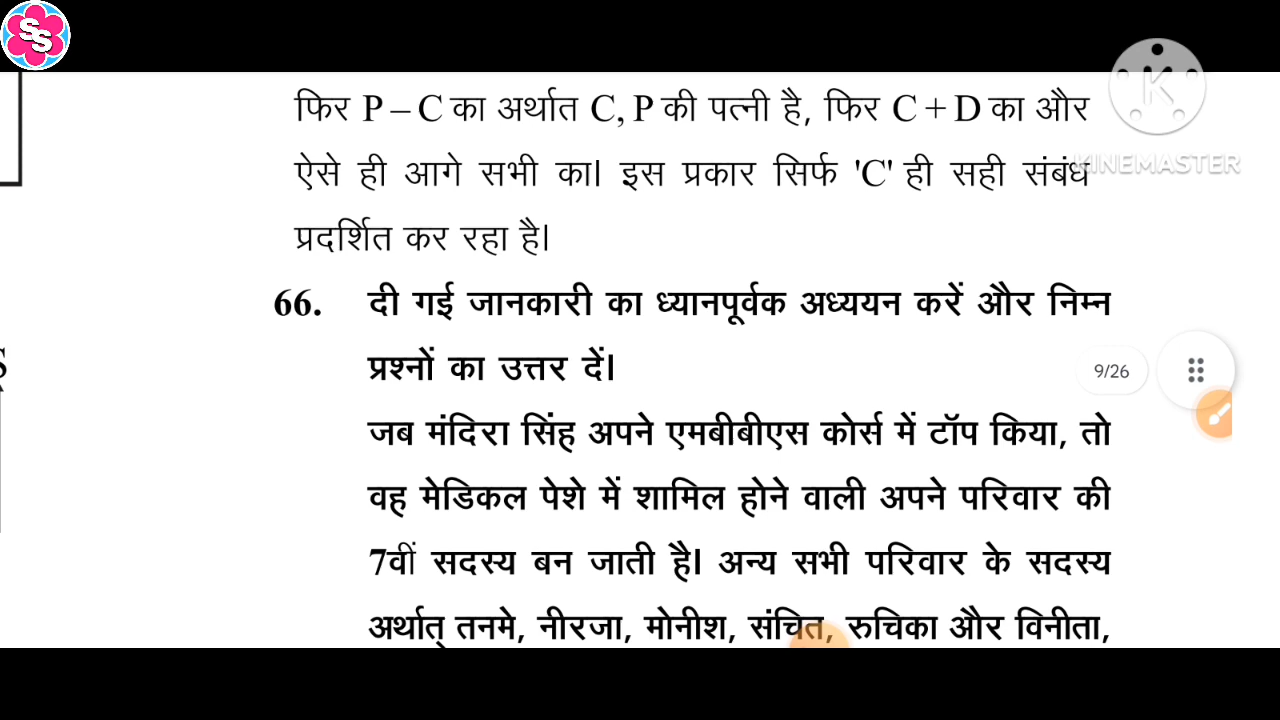 SS
KINEMASTER
फिर P – C का अर्थात C, P की पत्नी है, फिर C + D का और
ऐसे ही आगे सभी का। इस प्रकार सिर्फ 'C' ही सही संबंध
प्रदर्शित कर रहा है।
66. दी गई जानकारी का ध्यानपूर्वक अध्ययन करें और निम्न
प्रश्नों का उत्तर दें।
9/26
जब मंदिरा सिंह अपने एमबीबीएस कोर्स में टॉप किया, तो
वह मेडिकल पेशे में शामिल होने वाली अपने परिवार की
7वीं सदस्य बन जाती है। अन्य सभी परिवार के सदस्य
अर्थात् तनमे, नीरजा, मोनीश, संचित, रुचिका और विनीता,